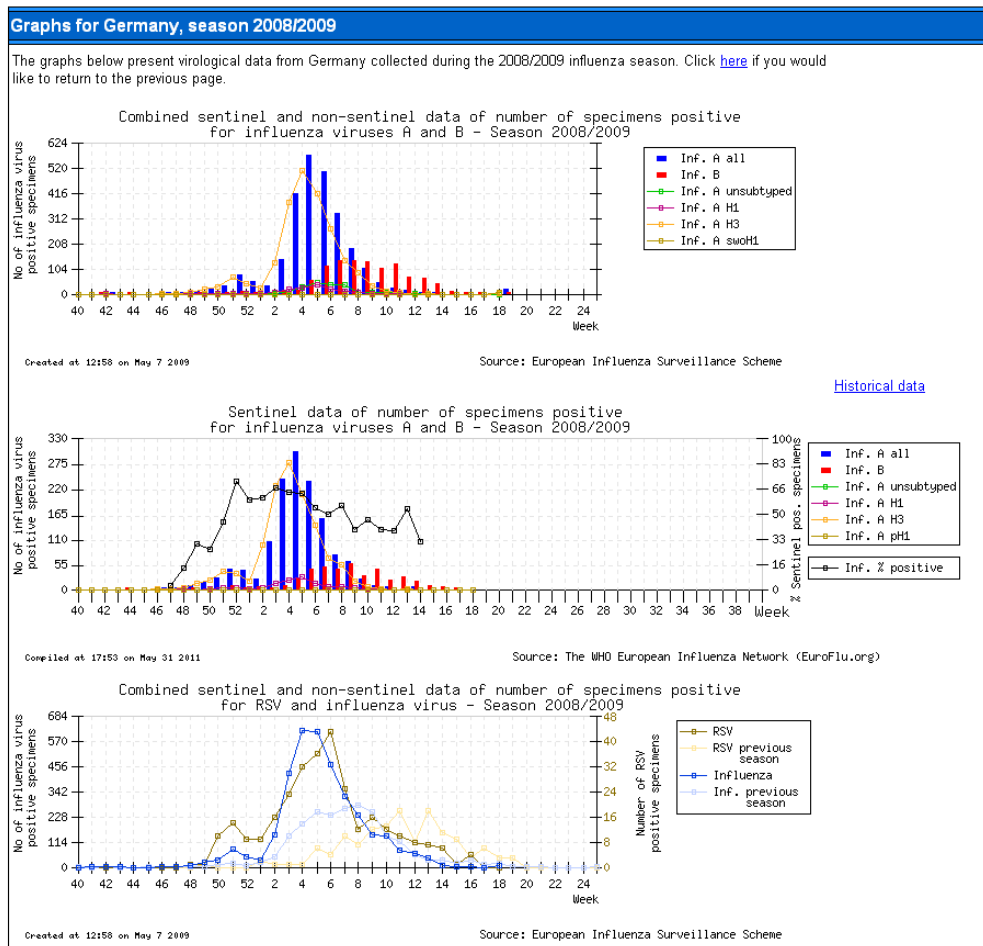 Graphs for Germany, season 2008/2009
The graphs below present virological data from Germany collected during the 2008/2009 influenza season. Click here if you would
like to return to the previous page.
Combined sentinel and non-sentinel data of number of specimens positive
for influenza viruses A and B - Season 2008/2009
No of influenza virus
positive specimens
624
520
416
312
208
104
0
40 42 44 46 48 50 52 2 4 6 8 10 12 14 16 18 20 22 24
Week
Inf. A all
Inf. B
Inf. A unsubtyped
Inf. A H1
Inf. A H3
Inf. A swoH1
Created at 12:58 on May 7 2009
Source: European Influenza Surveillance Scheme
Historical data
Sentinel data of number of specimens positive
for influenza viruses A and B - Season 2008/2009
No of influenza virus
positive specimens
330
275
220
165
110
55
0
100
83
66
50
33
16
0
% Sentinel pos. specimens
40 42 44 46 48 50 52 2 4 6 8 10 12 14 16 18 20 22 24 26 28 30 32 34 36 38
Week
Inf. A all
Inf. B
Inf. A unsubtyped
Inf. A H1
Inf. A H3
Inf. A pH1
Inf. % positive
Compiled at 17:53 on May 31 2011
Source: The WHO European Influenza Network (EuroFlu.org)
Combined sentinel and non-sentinel data of number of specimens positive
for RSV and influenza virus - Season 2008/2009
No of influenza virus
positive specimens
684
570
456
342
228
114
0
48
40
32
24
16
8
0
Number of RSV
positive specimens
40 42 44 46 48 50 52 2 4 6 8 10 12 14 16 18 20 22 24
Week
RSV
RSV previous
season
Influenza
Inf. previous
season
Created at 12:58 on May 7 2009
Source: European Influenza Surveillance Scheme